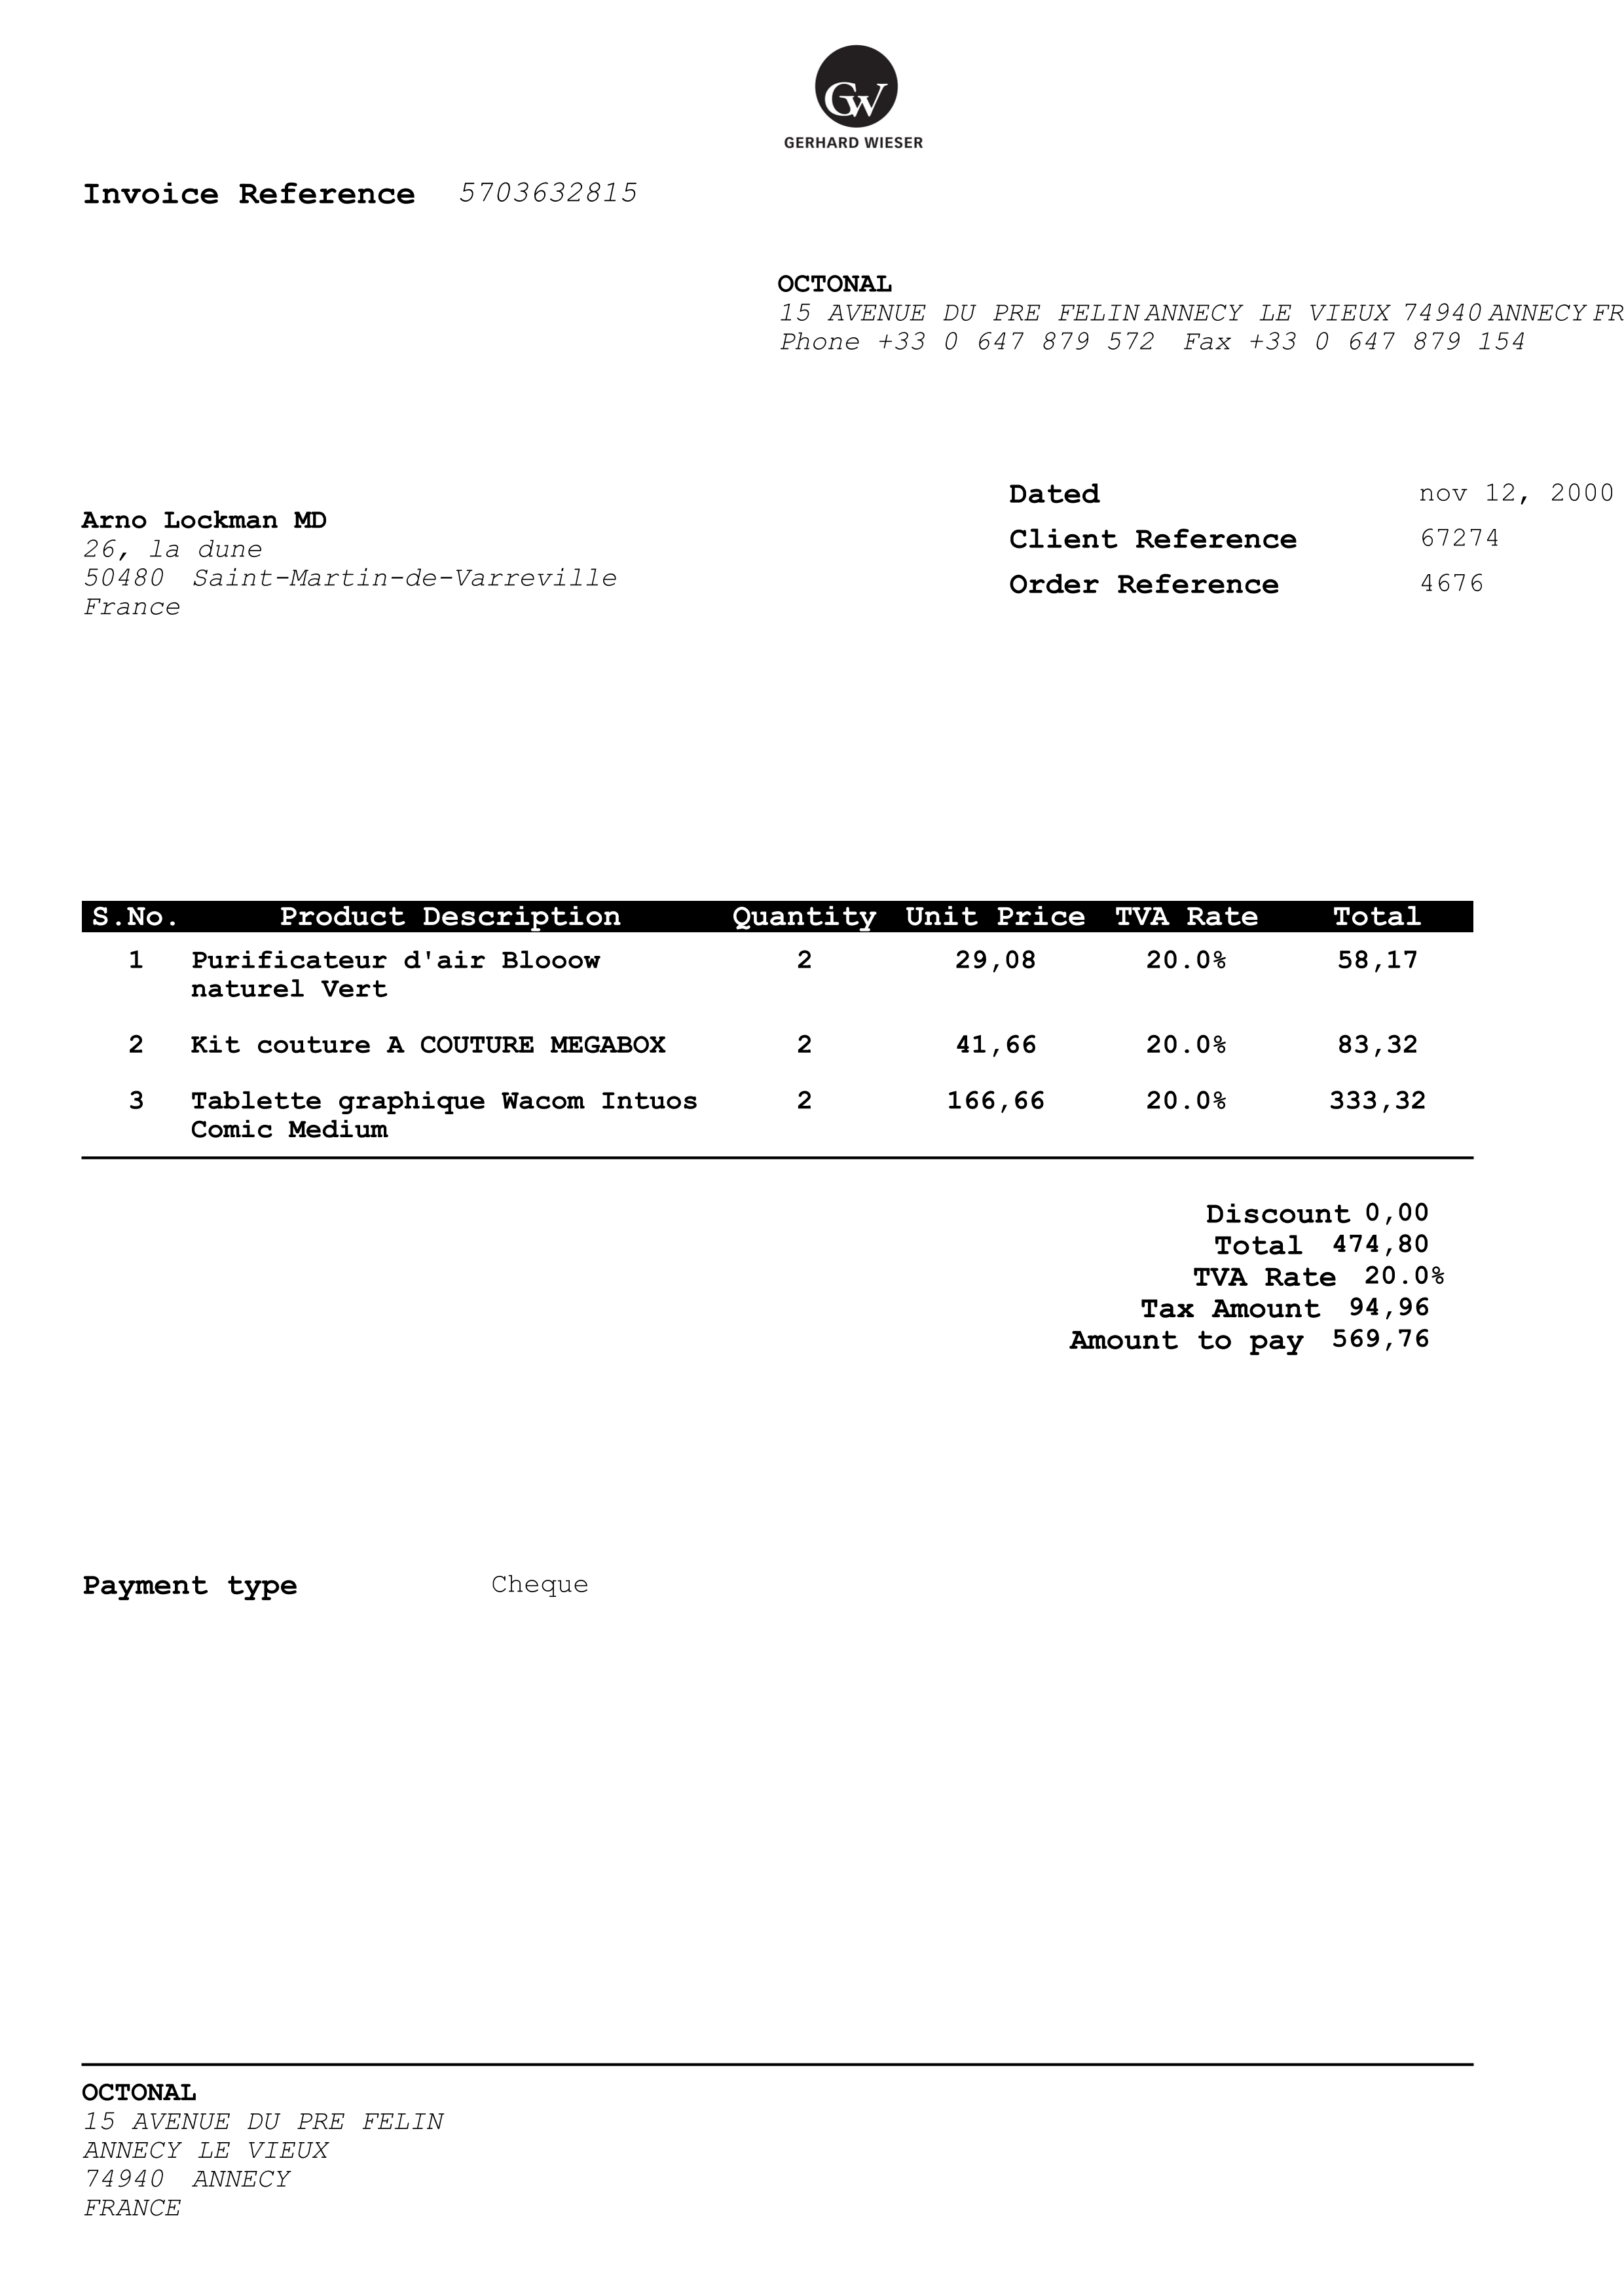 GW
GERHARD WIESER
Invoice Reference 5703632815
OCTONAL
15 AVENUE DU PRE FELIN ANNECY LE VIEUX 74940 ANNECY FR
Phone +33 0 647 879 572 Fax +33 0 647 879 154
Dated nov 12, 2000
Client Reference 67274
Order Reference 4676
Arno Lockman MD
26, la dune
50480 Saint-Martin-de-Varreville
France
S.No. Product Description Quantity Unit Price TVA Rate Total
1 Purificateur d'air Blooow 2 29,08 20.0% 58,17
naturel Vert
2 Kit couture A COUTURE MEGABOX 2 41,66 20.0% 83,32
3 Tablette graphique Wacom Intuos 2 166,66 20.0% 333,32
Comic Medium
Discount 0,00
Total 474,80
TVA Rate 20.0%
Tax Amount 94,96
Amount to pay 569,76
Payment type Cheque
OCTONAL
15 AVENUE DU PRE FELIN
ANNECY LE VIEUX
74940 ANNECY
FRANCE